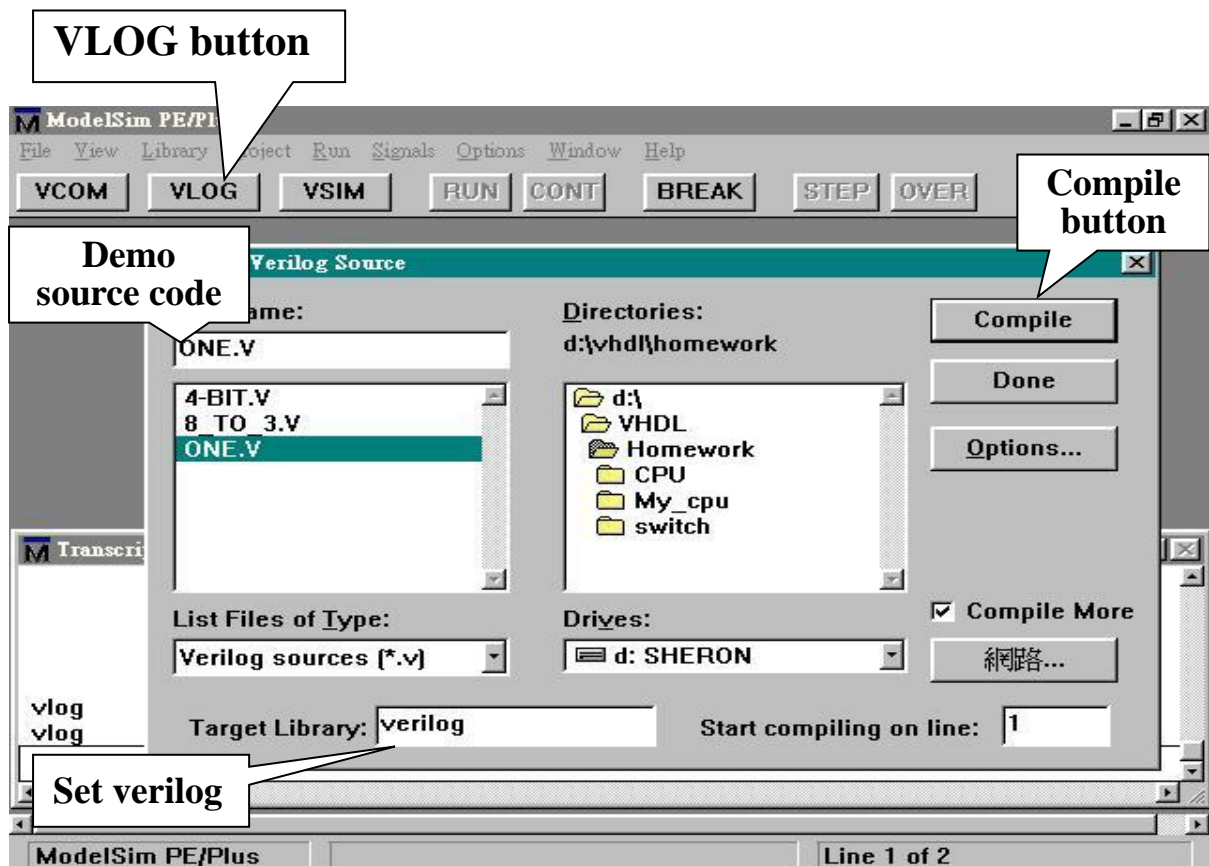 VLOG button
ModelSim PE/Pl
File View Library oject Run Signals Options Window Help
VCOM VLOG VSIM RUN CONT BREAK STEP OVER
Compile
button
Demo
source code
Verilog Source
ame:
ONE.V
4-BIT.V
8_TO_3.V
ONE.V
List Files of Type:
Verilog sources (*.v)
Directories:
d:\vhdl\homework
d:\
VHDL
Homework
CPU
My_cpu
switch
Drives:
d: SHERON
Compile
Done
Options...
Compile More
網路...
Transcri
vlog
vlog
Target Library: verilog
Start compiling on line: 1
Set verilog
ModelSim PE/Plus
Line 1 of 2